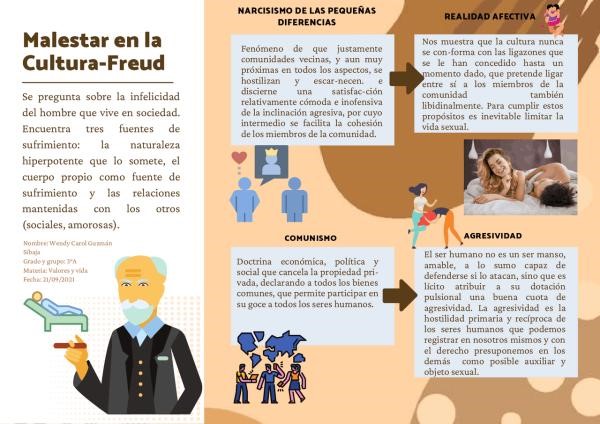 Malestar en la
Cultura-Freud
Se pregunta sobre la infelicidad
del hombre que vive en sociedad.
Encuentra tres fuentes de
sufrimiento: la naturaleza
hiperpotente que lo somete, el
cuerpo propio como fuente de
sufrimiento y las relaciones
mantenidas con los otros
(sociales, amorosas).
Nombre: Wendy Carol Guzmán
Sibaja
Grado y grupo: 3°A
Materia: Valores y vida
Fecha: 21/09/2021
NARCISISMO DE LAS PEQUEÑAS
DIFERENCIAS
Fenómeno de que justamente
comunidades vecinas, y aun muy
próximas en todos los aspectos, se
hostilizan y escar-necen. e
discierne una satisfac-ción
relativamente cómoda e inofensiva
de la inclinación agresiva, por cuyo
intermedio se facilita la cohesión
de los miembros de la comunidad.
REALIDAD AFECTIVA
Nos muestra que la cultura nunca
se con-forma con las ligazones que
se le han concedido hasta un
momento dado, que pretende ligar
entre sí a los miembros de la
comunidad también
libidinalmente. Para cumplir estos
propósitos es inevitable limitar la
vida sexual.
COMUNISMO
Doctrina económica, política y
social que cancela la propiedad pri-
vada, declarando a todos los bienes
comunes, que permite participar en
su goce a todos los seres humanos.
AGRESIVIDAD
El ser humano no es un ser manso,
amable, a lo sumo capaz de
defenderse si lo atacan, sino que es
lícito atribuir a su dotación
pulsional una buena cuota de
agresividad. La agresividad es la
hostilidad primaria y recíproca de
los seres humanos que podemos
registrar en nosotros mismos y con
el derecho presuponemos en los
demás como posible auxiliar y
objeto sexual.